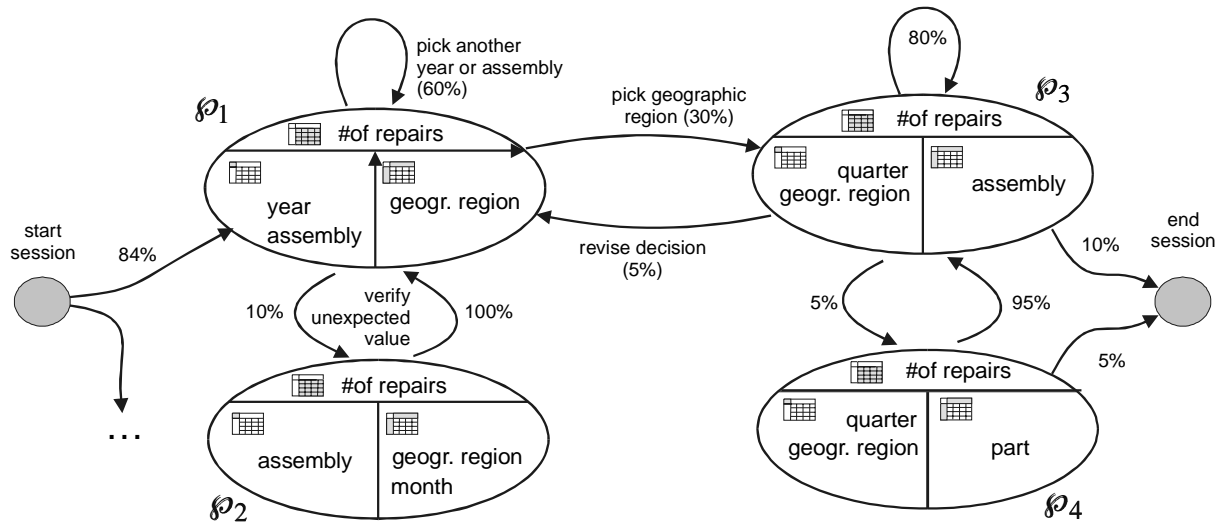 pick another
year or assembly
(60%)
80%
℘1
pick geographic
region (30%)
℘3
#of repairs
#of repairs
year
assembly
geogr. region
quarter
geogr. region
assembly
start
session
84%
revise decision
(5%)
end
session
10%
10%
verify
unexpected
value
100%
5%
95%
5%
#of repairs
#of repairs
...
assembly
geogr. region
month
quarter
geogr. region
part
℘2
℘4